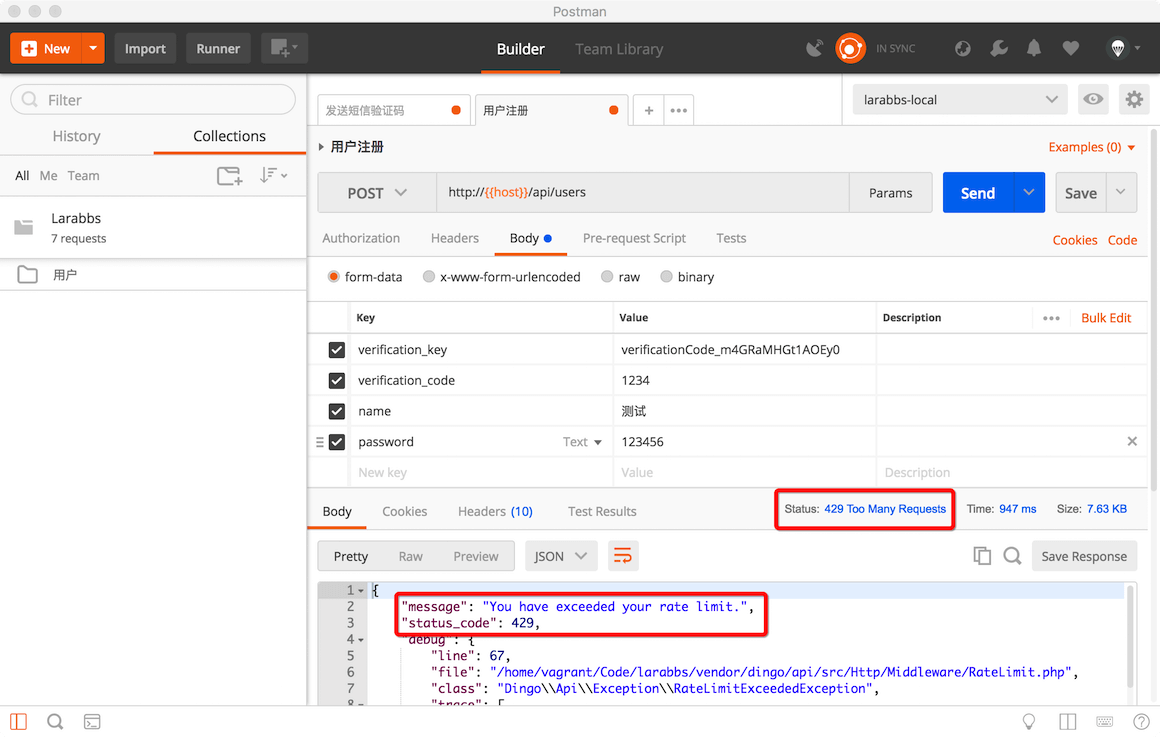 Postman
New
Import
Runner
Builder
Team Library
IN SYNC
Filter
History
Collections
All Me Team
Larabbs
7 requests
用户
发送短信验证码
用户注册
+
larabbs-local
用户注册
Examples (0)
POST
http://{{host}}/api/users
Params
Send
Save
Authorization
Headers
Body
Pre-request Script
Tests
Cookies Code
form-data
x-www-form-urlencoded
raw
binary
Key Value Description Bulk Edit
verification_key verificationCode_m4GRaMHGt1AOEy0
verification_code 1234
name 测试
password Text 123456
New key Value Description
Body
Cookies
Headers (10)
Test Results
Status: 429 Too Many Requests
Time: 947 ms
Size: 7.63 KB
Pretty
Raw
Preview
JSON
Save Response
1 {
2 "message": "You have exceeded your rate limit.",
3 "status_code": 429,
4 "debug": {
5 "line": 67,
6 "file": "/home/vagrant/Code/larabbs/vendor/dingo/api/src/Http/Middleware/RateLimit.php",
7 "class": "Dingo\\Api\\Exception\\RateLimitExceededException",
8 "trace": [